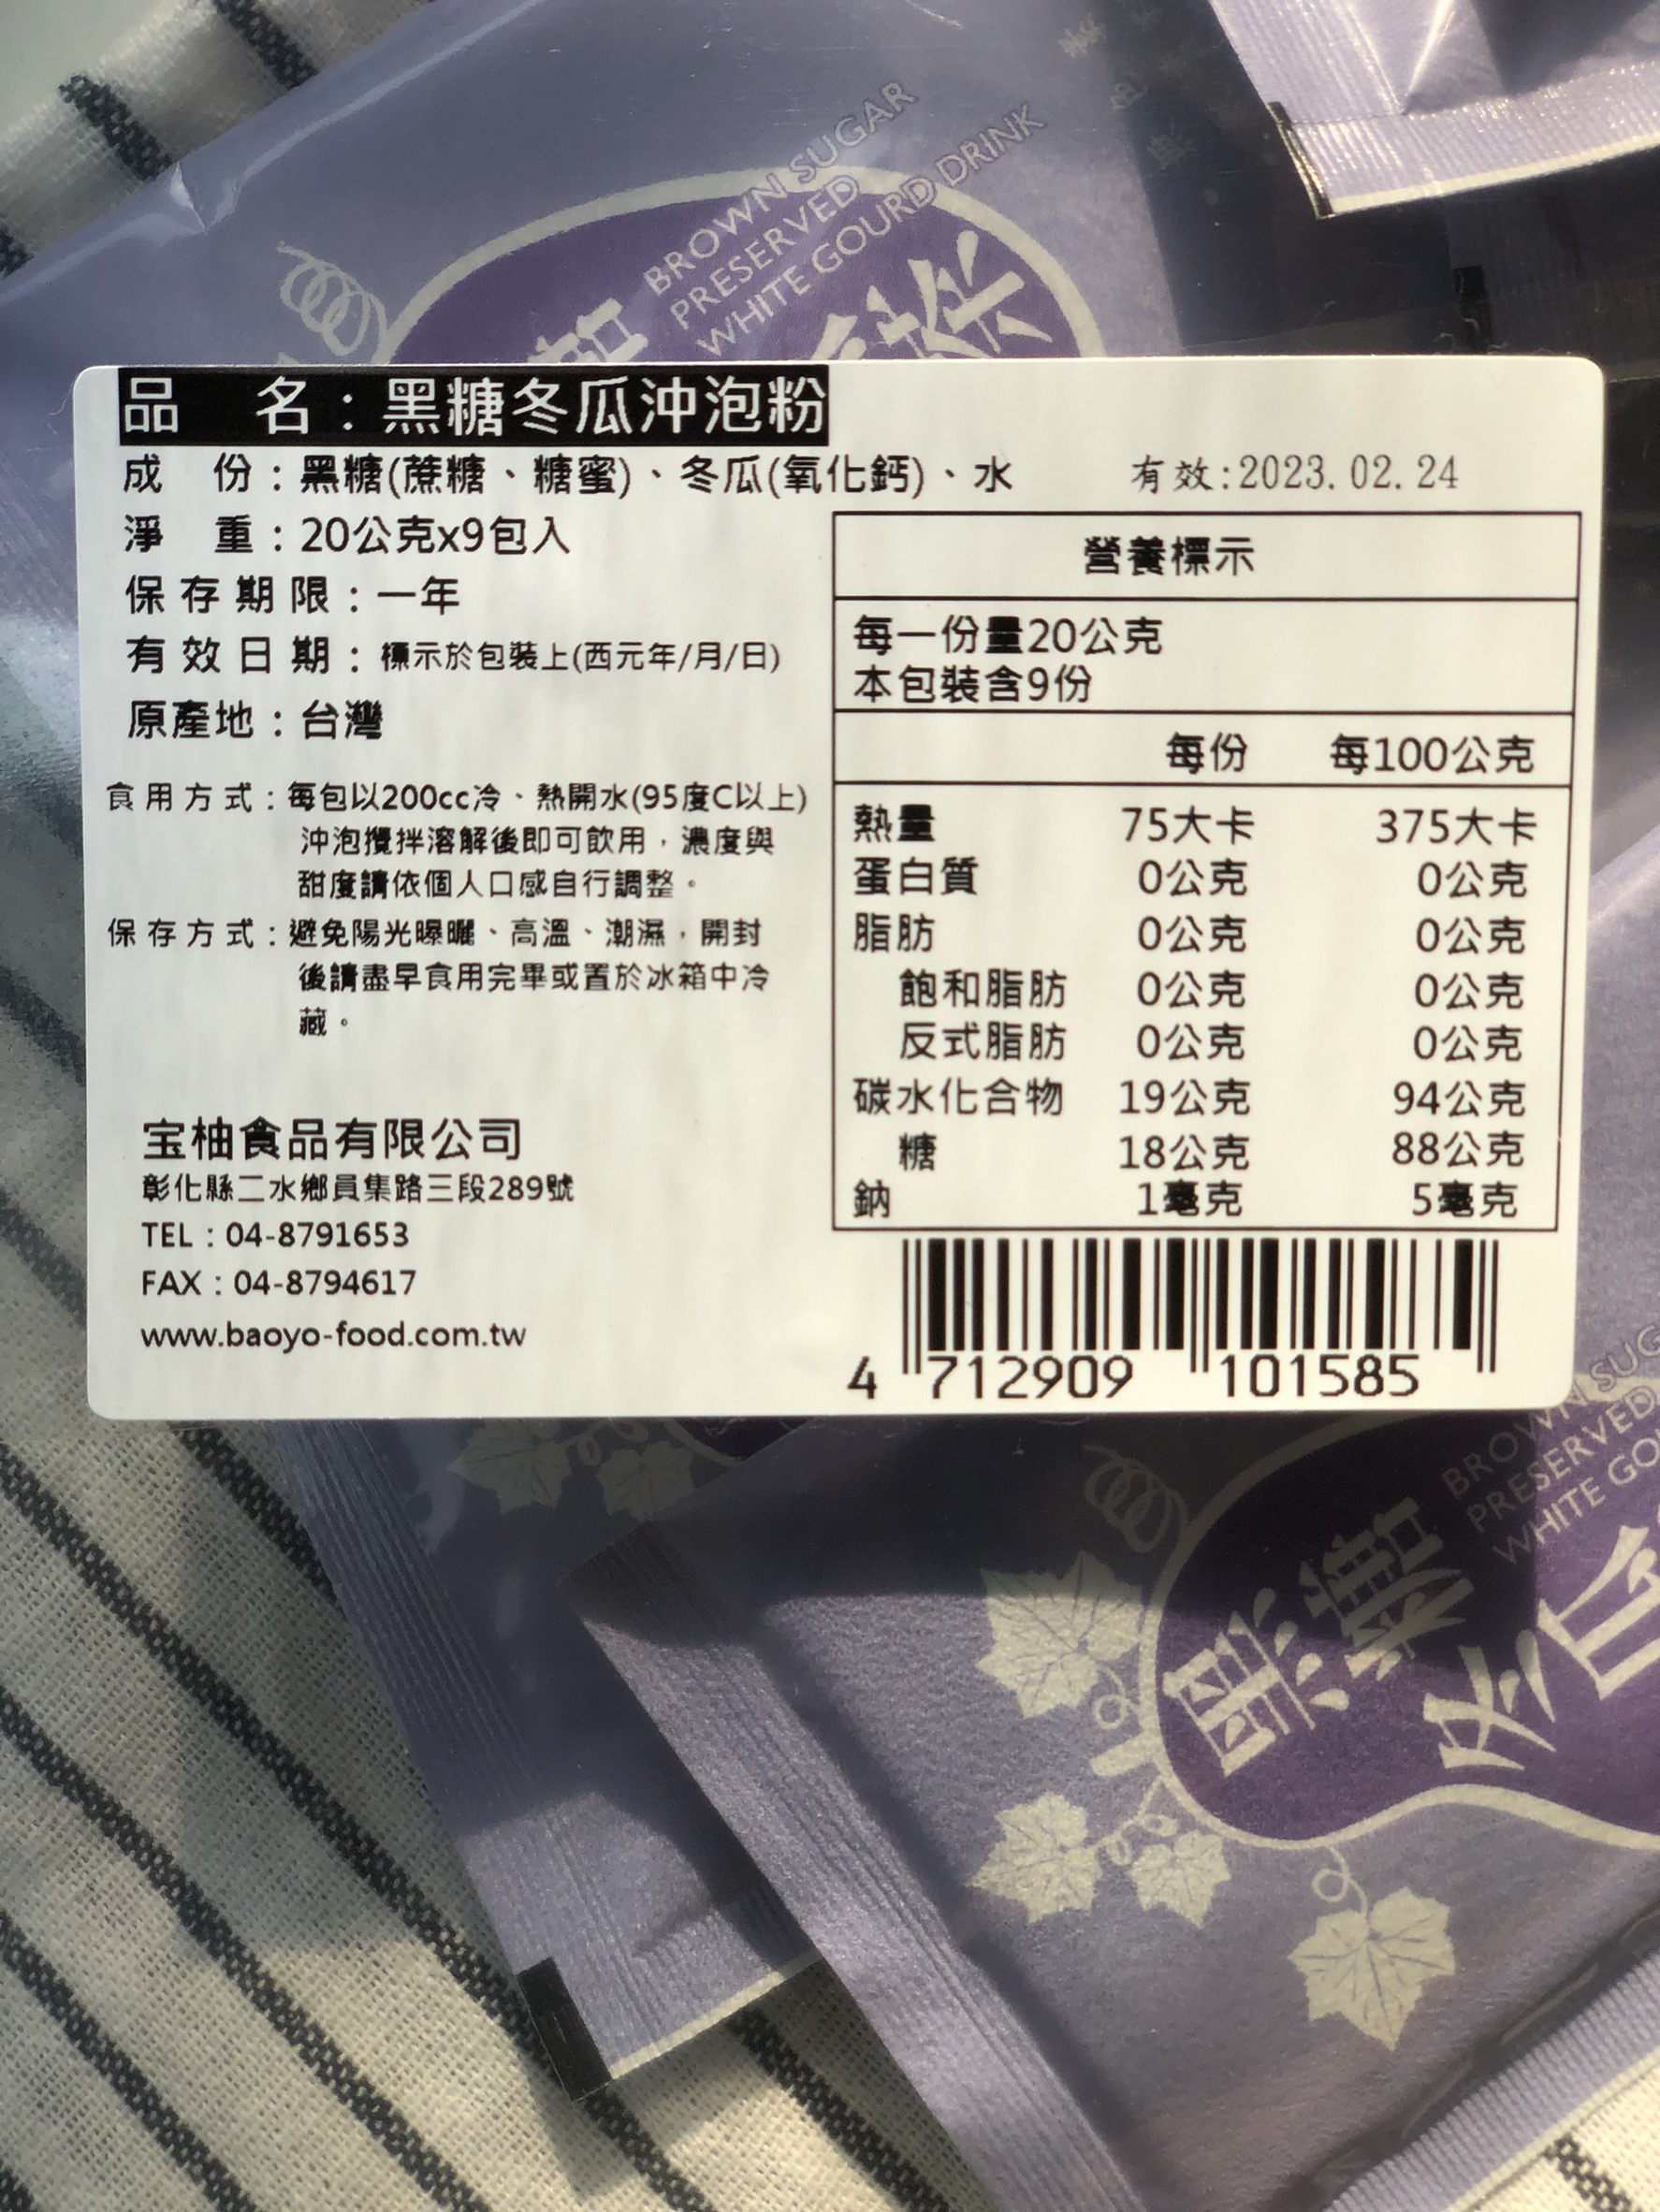 BROWN SUGAR
PRESERVED
WHITE GOURD DRINK
品 名：黑糖冬瓜沖泡粉
成 份：黑糖(蔗糖、糖蜜)、冬瓜(氧化鈣)、水
有效:2023.02.24
淨 重：20公克x9包入
保存期限：一年
有效日期：標示於包裝上(西元年/月/日)
原產地：台灣
食用方式：每包以200cc冷、熱開水(95度C以上)
沖泡攪拌溶解後即可飲用，濃度與
甜度請依個人口感自行調整。
保存方式：避免陽光曝曬、高溫、潮濕，開封
後請盡早食用完畢或置於冰箱中冷
藏。
宝柚食品有限公司
彰化縣二水鄉員集路三段289號
TEL：04-8791653
FAX：04-8794617
www.baoyo-food.com.tw
營養標示
每一份量20公克
本包裝含9份
每份 每100公克
熱量 75大卡 375大卡
蛋白質 0公克 0公克
脂肪 0公克 0公克
飽和脂肪 0公克 0公克
反式脂肪 0公克 0公克
碳水化合物 19公克 94公克
糖 18公克 88公克
鈉 1毫克 5毫克
4 712909 101585
BROWN SUG
PRESERVED
WHITE GO
黑糖
冬瓜